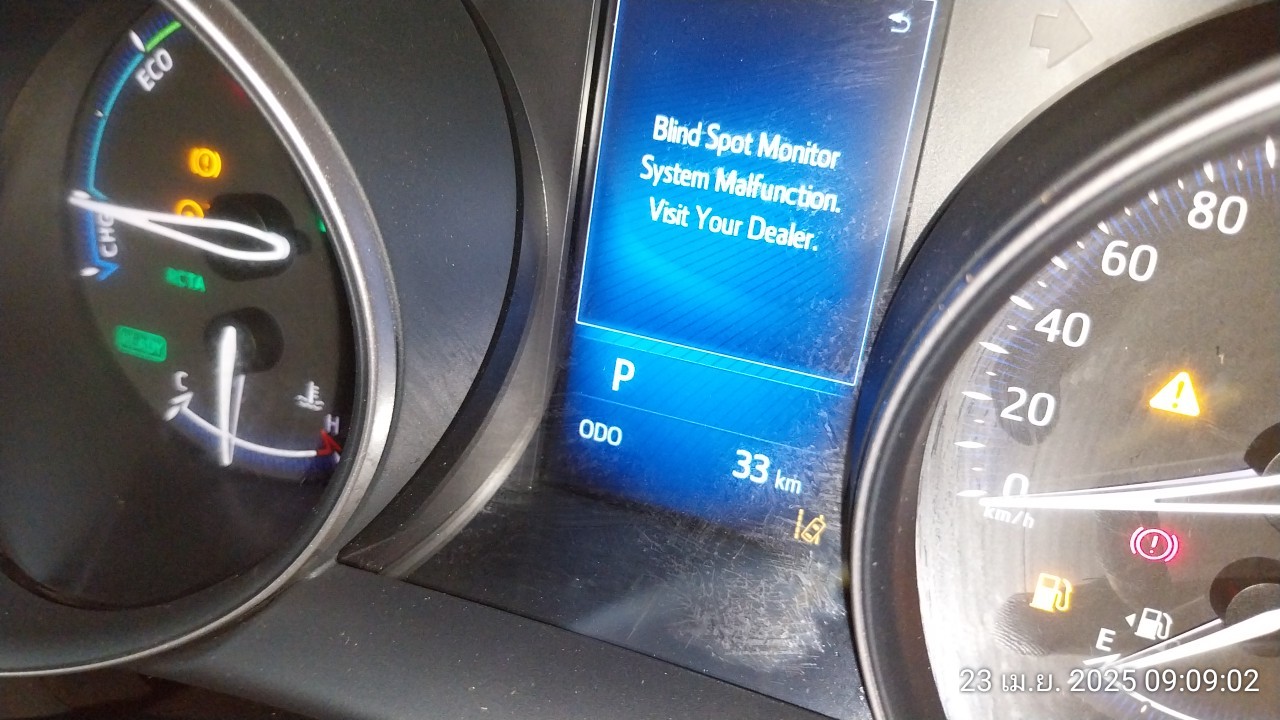 ECO
CHG
RCTA
READY
C
H
Blind Spot Monitor
System Malfunction.
Visit Your Dealer.
P
ODO
33 km
80
60
40
20
0
km/h
E
23 เม.ย. 2025 09:09:02